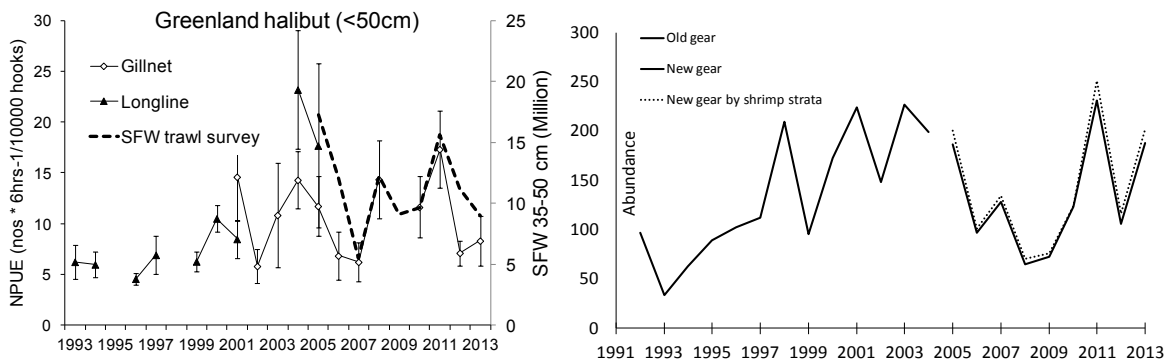 Greenland halibut (<50cm)
30
25
20
15
10
5
0
NPUE (nos * 6hrs-1/10000 hooks)
Gillnet
Longline
SFW trawl survey
25
20
15
10
5
0
SFW 35-50 cm (Million)
1993 1995 1997 1999 2001 2003 2005 2007 2009 2011 2013
300
250
200
150
100
50
0
Abundance
Old gear
New gear
New gear by shrimp strata
1991 1993 1995 1997 1999 2001 2003 2005 2007 2009 2011 2013